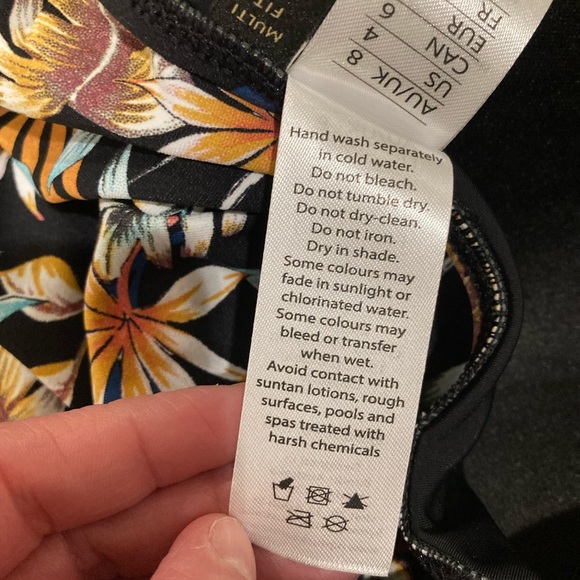 MULTI
FIT
AU/UK 8
US 4
CAN 6
EUR
FR
Hand wash separately
in cold water.
Do not bleach.
Do not tumble dry.
Do not dry-clean.
Do not iron.
Dry in shade.
Some colours may
fade in sunlight or
chlorinated water.
Some colours may
bleed or transfer
when wet.
Avoid contact with
suntan lotions, rough
surfaces, pools and
spas treated with
harsh chemicals